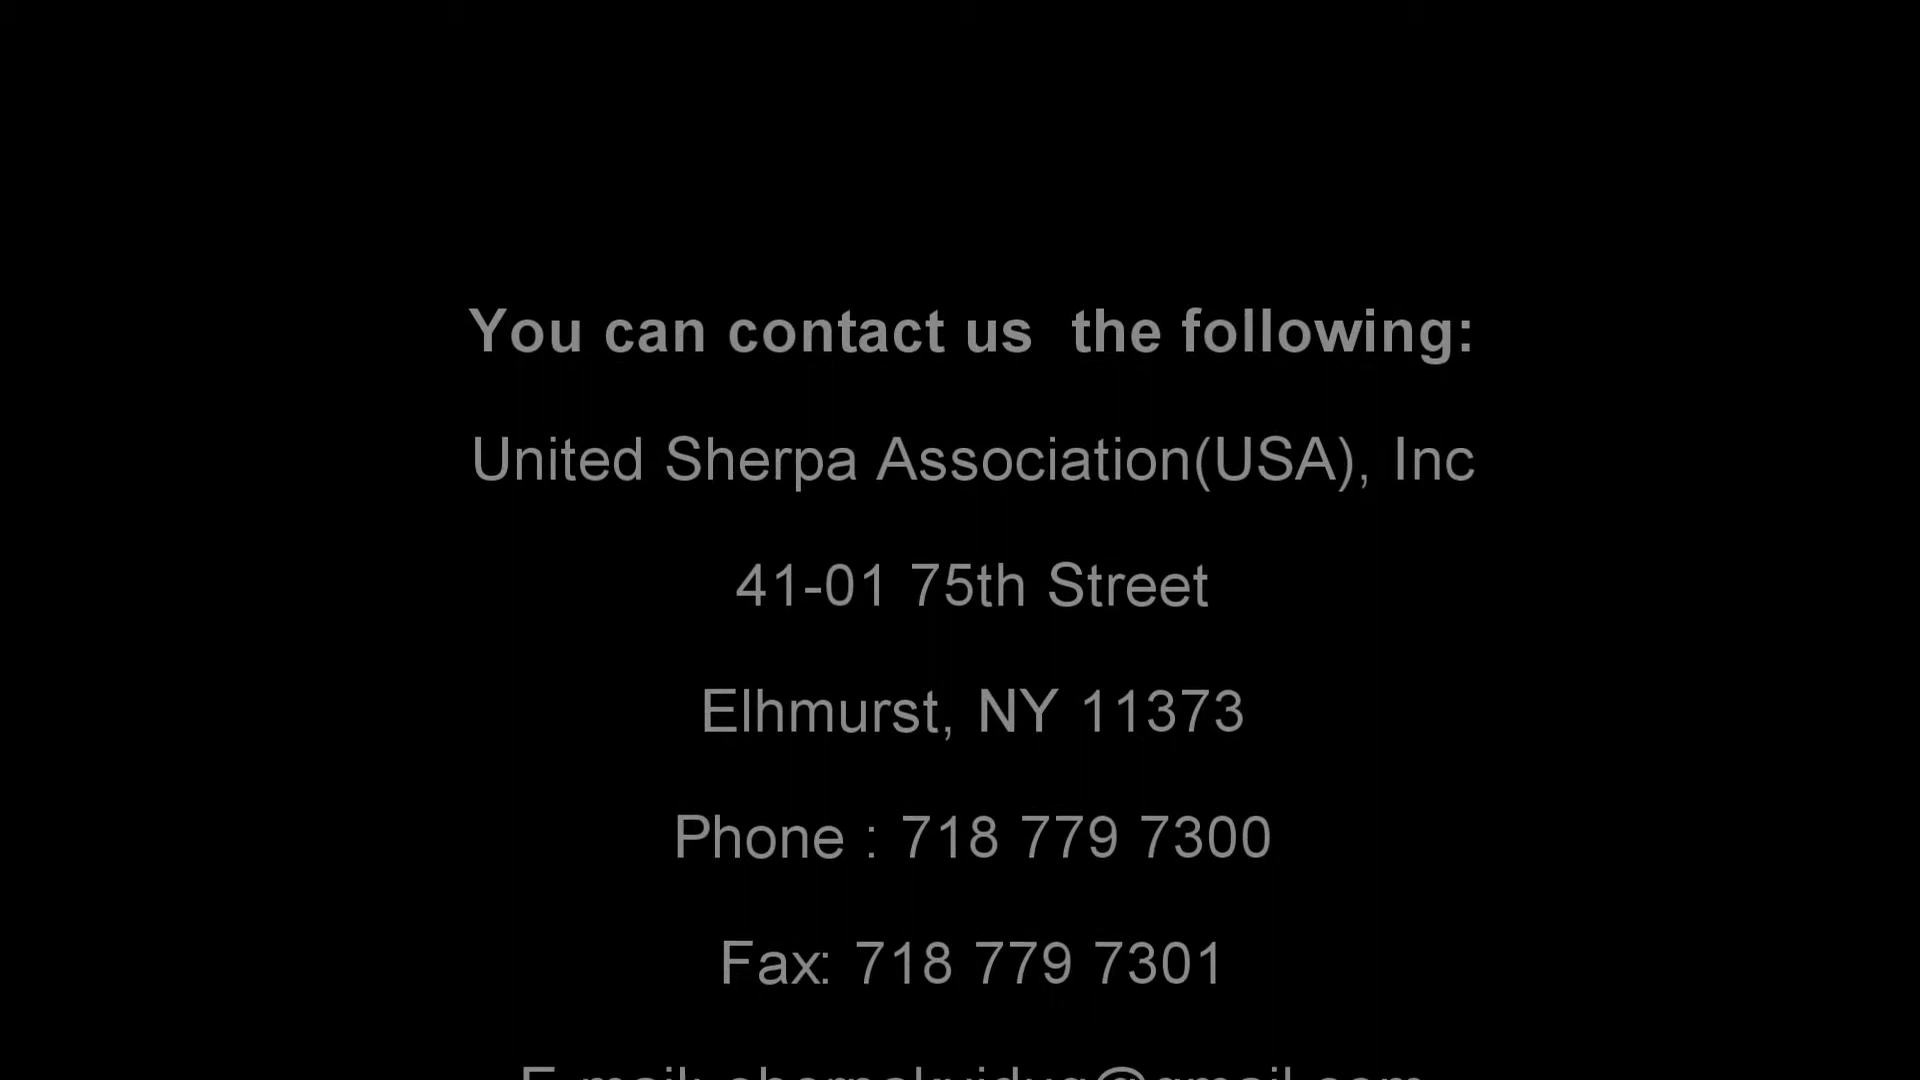 You can contact us  the following:
United Sherpa Association(USA), Inc
41-01 75th Street
Elhmurst, NY 11373
Phone : 718 779 7300
Fax: 718 779 7301
E-mail: